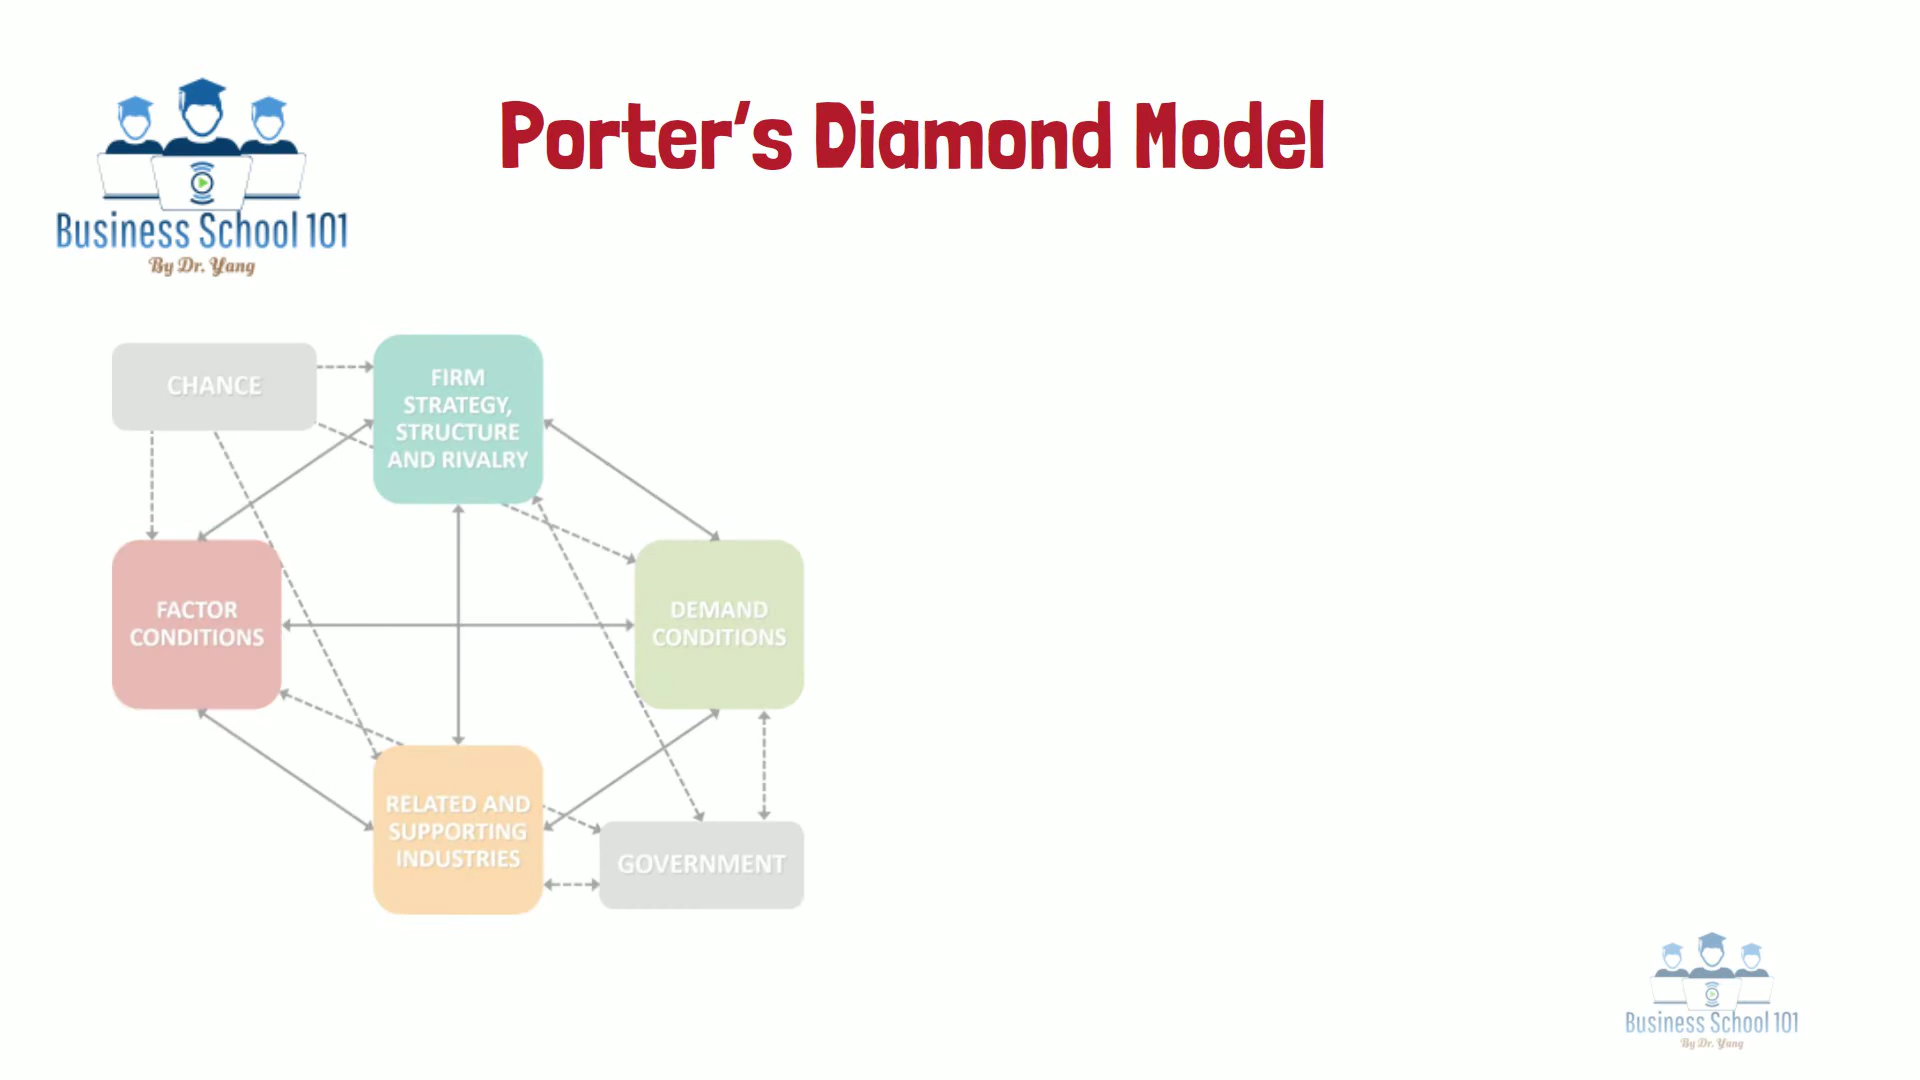 Porter's Diamond Model
Business School 101
By Dr. Yang
CHANCE
FIRM
STRATEGY,
STRUCTURE
AND RIVALRY
FACTOR
CONDITIONS
DEMAND
CONDITIONS
RELATED AND
SUPPORTING
INDUSTRIES
GOVERNMENT
Business School 101
By Dr. Yang